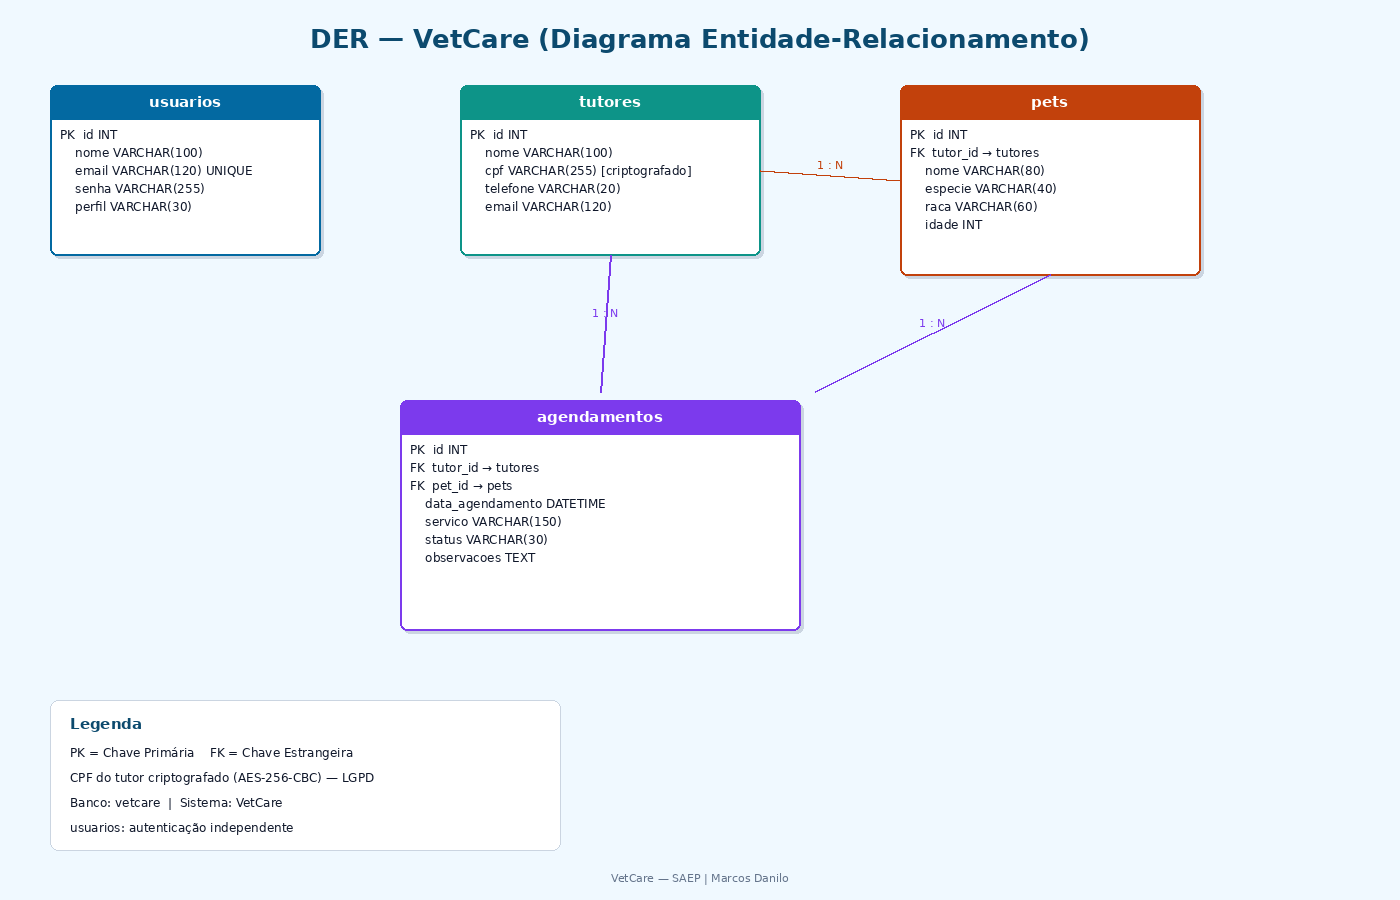 DER — VetCare (Diagrama Entidade-Relacionamento)
usuarios
PK  id INT
nome VARCHAR(100)
email VARCHAR(120) UNIQUE
senha VARCHAR(255)
perfil VARCHAR(30)
tutores
PK  id INT
nome VARCHAR(100)
cpf VARCHAR(255) [criptografado]
telefone VARCHAR(20)
email VARCHAR(120)
1 : N
pets
PK  id INT
FK  tutor_id → tutores
nome VARCHAR(80)
especie VARCHAR(40)
raca VARCHAR(60)
idade INT
1 : N
1 : N
agendamentos
PK  id INT
FK  tutor_id → tutores
FK  pet_id → pets
data_agendamento DATETIME
servico VARCHAR(150)
status VARCHAR(30)
observacoes TEXT
Legenda
PK = Chave Primária    FK = Chave Estrangeira
CPF do tutor criptografado (AES-256-CBC) — LGPD
Banco: vetcare  |  Sistema: VetCare
usuarios: autenticação independente
VetCare — SAEP | Marcos Danilo